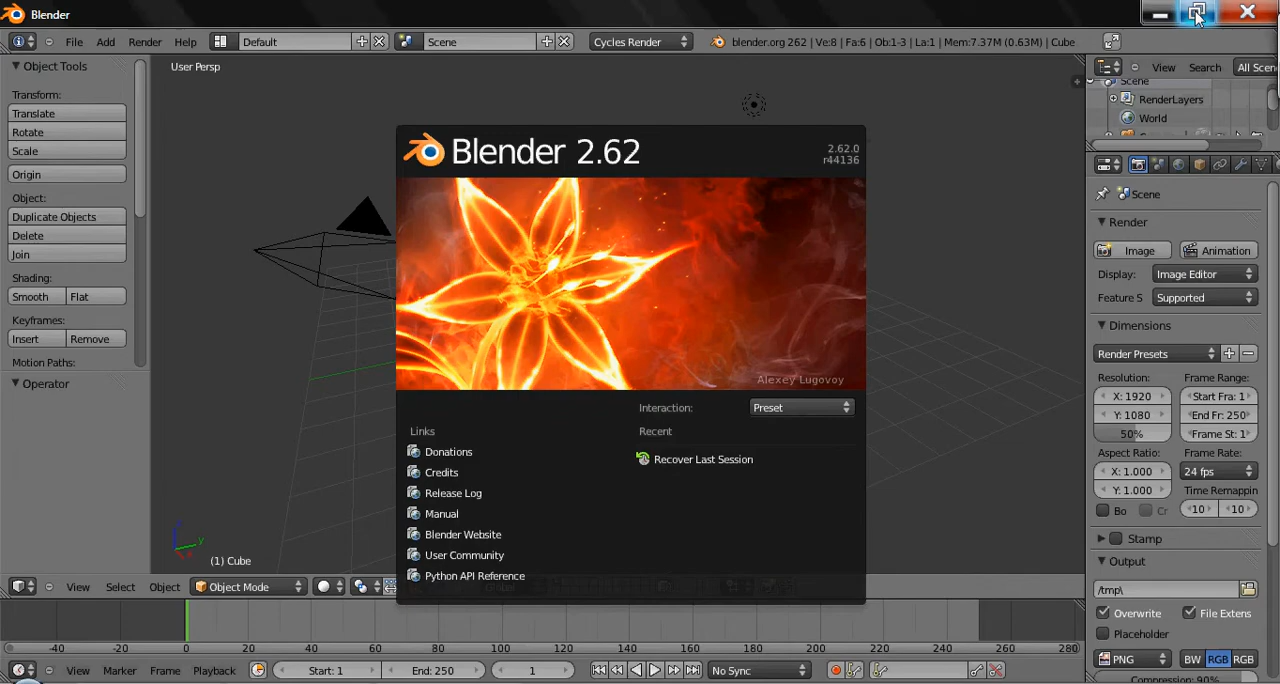 Blender
File Add Render Help Default Scene Cycles Render blender.org 262 | Ve:8 | Fa:6 | Ob:1-3 | La:1 | Mem:7.37M (0.63M) | Cube
Object Tools
Transform:
Translate
Rotate
Scale
Origin
Object:
Duplicate Objects
Delete
Join
Shading:
Smooth Flat
Keyframes:
Insert Remove
Motion Paths:
Operator
User Persp
Blender 2.62
2.62.0
r44136
Alexey Lugovoy
Interaction: Preset
Links
Donations
Credits
Release Log
Manual
Blender Website
User Community
Python API Reference
Recent
Recover Last Session
(1) Cube
View Select Object Object Mode Global
View Search All Scen
Scene
RenderLayers
World
Scene
Render
Image Animation
Display: Image Editor
Feature S Supported
Dimensions
Render Presets
Resolution: Frame Range:
X: 1920 Start Fra: 1
Y: 1080 End Fr: 250
50% Frame St: 1
Aspect Ratio: Frame Rate:
X: 1.000 24 fps
Y: 1.000 Time Remappin
Bo Cr 10 10
Stamp
Output
/tmp\
Overwrite File Extens
Placeholder
PNG BW RGB RGB
Compression: 90%
-40 -20 0 20 40 60 80 100 120 140 160 180 200 220 240 260 280
View Marker Frame Playback Start: 1 End: 250 1 No Sync